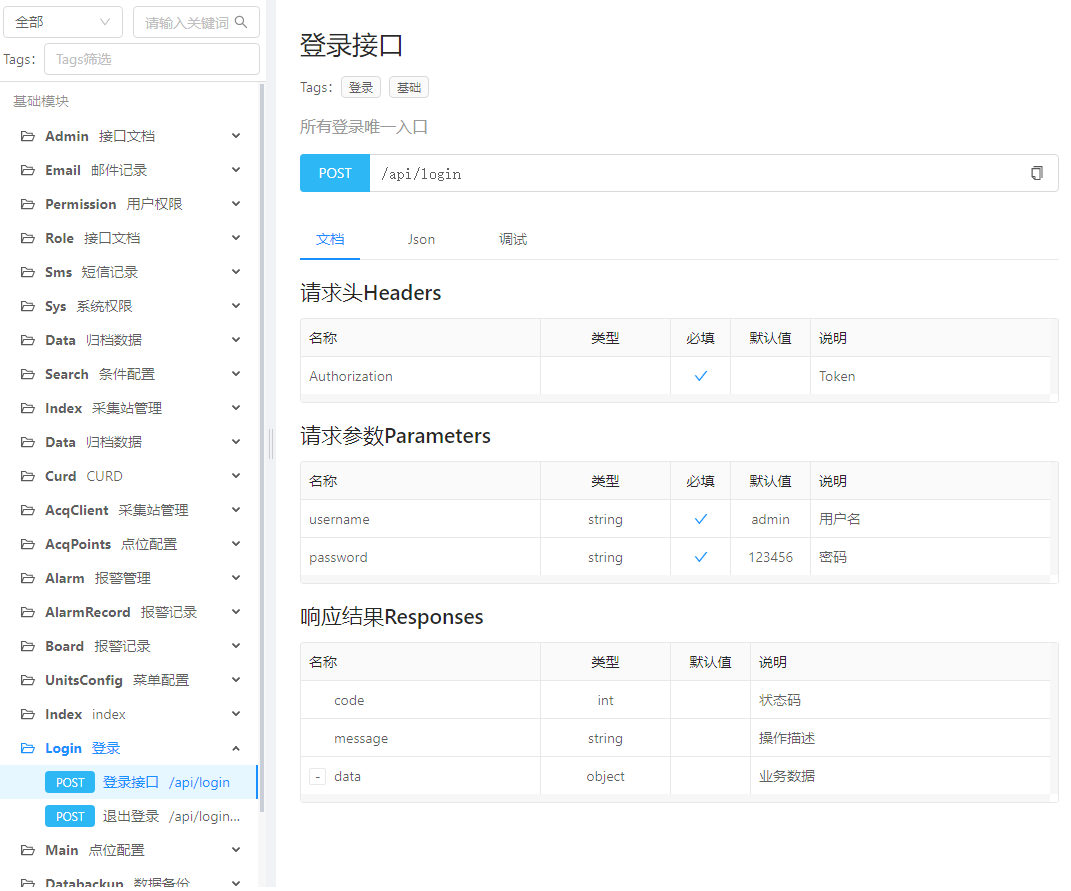 全部
请输入关键词
Tags:
Tags筛选
基础模块
Admin 接口文档
Email 邮件记录
Permission 用户权限
Role 接口文档
Sms 短信记录
Sys 系统权限
Data 归档数据
Search 条件配置
Index 采集站管理
Data 归档数据
Curd CURD
AcqClient 采集站管理
AcqPoints 点位配置
Alarm 报警管理
AlarmRecord 报警记录
Board 报警记录
UnitsConfig 菜单配置
Index index
Login 登录
POST 登录接口 /api/login
POST 退出登录 /api/login...
Main 点位配置
Databackup 数据备份
登录接口
Tags: 登录 基础
所有登录唯一入口
POST /api/login
文档 Json 调试
请求头Headers
名称 类型 必填 默认值 说明
Authorization Token
请求参数Parameters
名称 类型 必填 默认值 说明
username string admin 用户名
password string 123456 密码
响应结果Responses
名称 类型 默认值 说明
code int 状态码
message string 操作描述
- data object 业务数据